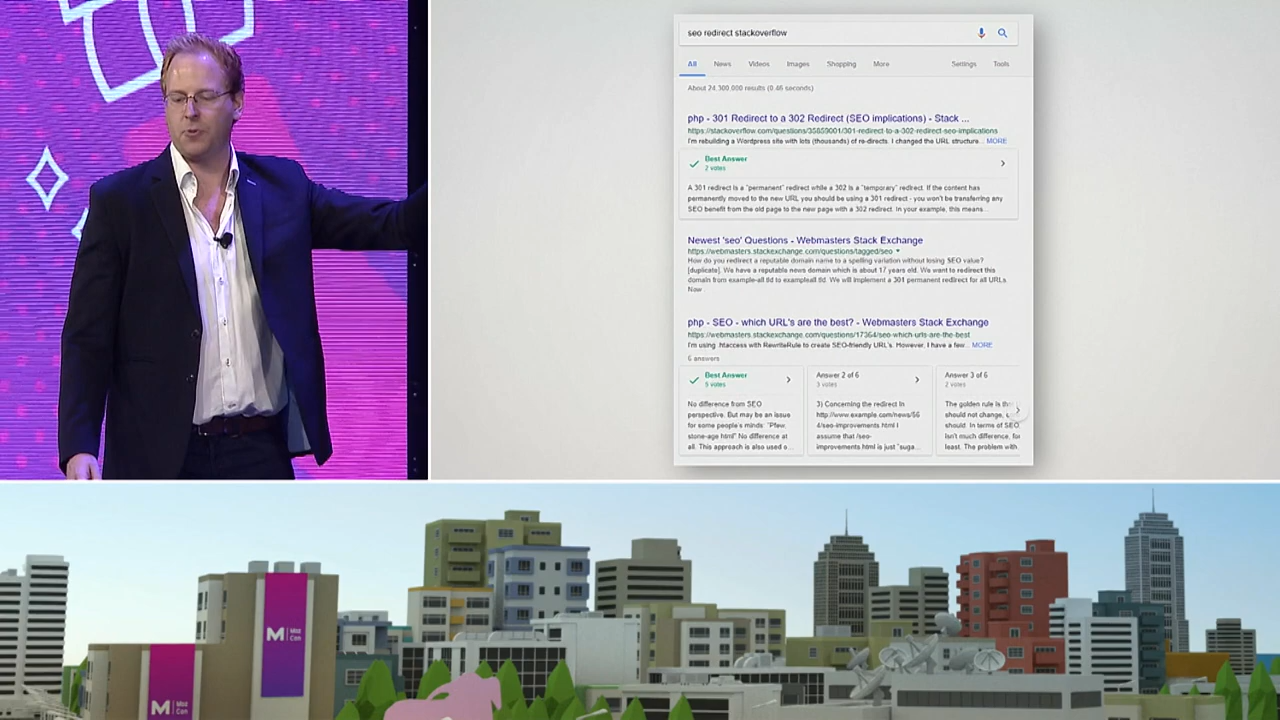 seo redirect stackoverflow
All News Videos Images Shopping More Settings Tools
About 24,300,000 results (0.46 seconds)
php - 301 Redirect to a 302 Redirect (SEO implications) - Stack ...
https://stackoverflow.com/questions/35859001/301-redirect-to-a-302-redirect-seo-implications
I'm rebuilding a Wordpress site with lots (thousands) of re-directs. I changed the URL structure... MORE
Best Answer
2 votes
A 301 redirect is a "permanent" redirect while a 302 is a "temporary" redirect. If the content has
permanently moved to the new URL you should be using a 301 redirect - you won't be transferring any
SEO benefit from the old page to the new page with a 302 redirect. In your example, this means...
Newest 'seo' Questions - Webmasters Stack Exchange
https://webmasters.stackexchange.com/questions/tagged/seo
How do you redirect a reputable domain name to a spelling variation without losing SEO value?
[duplicate]. We have a reputable news domain which is about 17 years old. We want to redirect this
domain from example-all.tld to exampleall.tld. We will implement a 301 permanent redirect for all URLs
Now
php - SEO - which URL's are the best? - Webmasters Stack Exchange
https://webmasters.stackexchange.com/questions/17364/seo-which-urls-are-the-best
I'm using .htaccess with RewriteRule to create SEO-friendly URL's. However, I have a few... MORE
6 answers
Best Answer
5 votes
No difference from SEO
perspective. But may be an issue
for some people's minds: "Pfew,
stone-age html" No difference at
all. This approach is also used o...
Answer 2 of 6
3 votes
3) Concerning the redirect In
http://www.example.com/news/56
4/seo-improvements.html I
assume that /seo-
improvements.html is just "suga...
Answer 3 of 6
2 votes
The golden rule is th
should not change,
should. In terms of SEO
Isn't much difference, for
least. The problem with
M Moz
Con
M Moz
Con